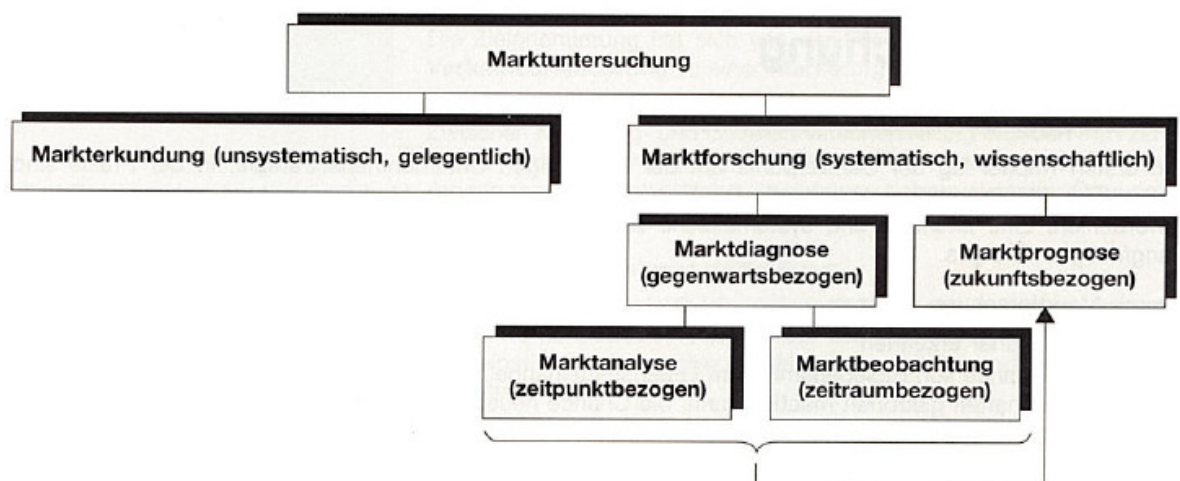 Marktuntersuchung
Markterkundung (unsystematisch, gelegentlich)
Marktforschung (systematisch, wissenschaftlich)
Marktdiagnose
(gegenwartsbezogen)
Marktprognose
(zukunftsbezogen)
Marktanalyse
(zeitpunktbezogen)
Marktbeobachtung
(zeitraumbezogen)